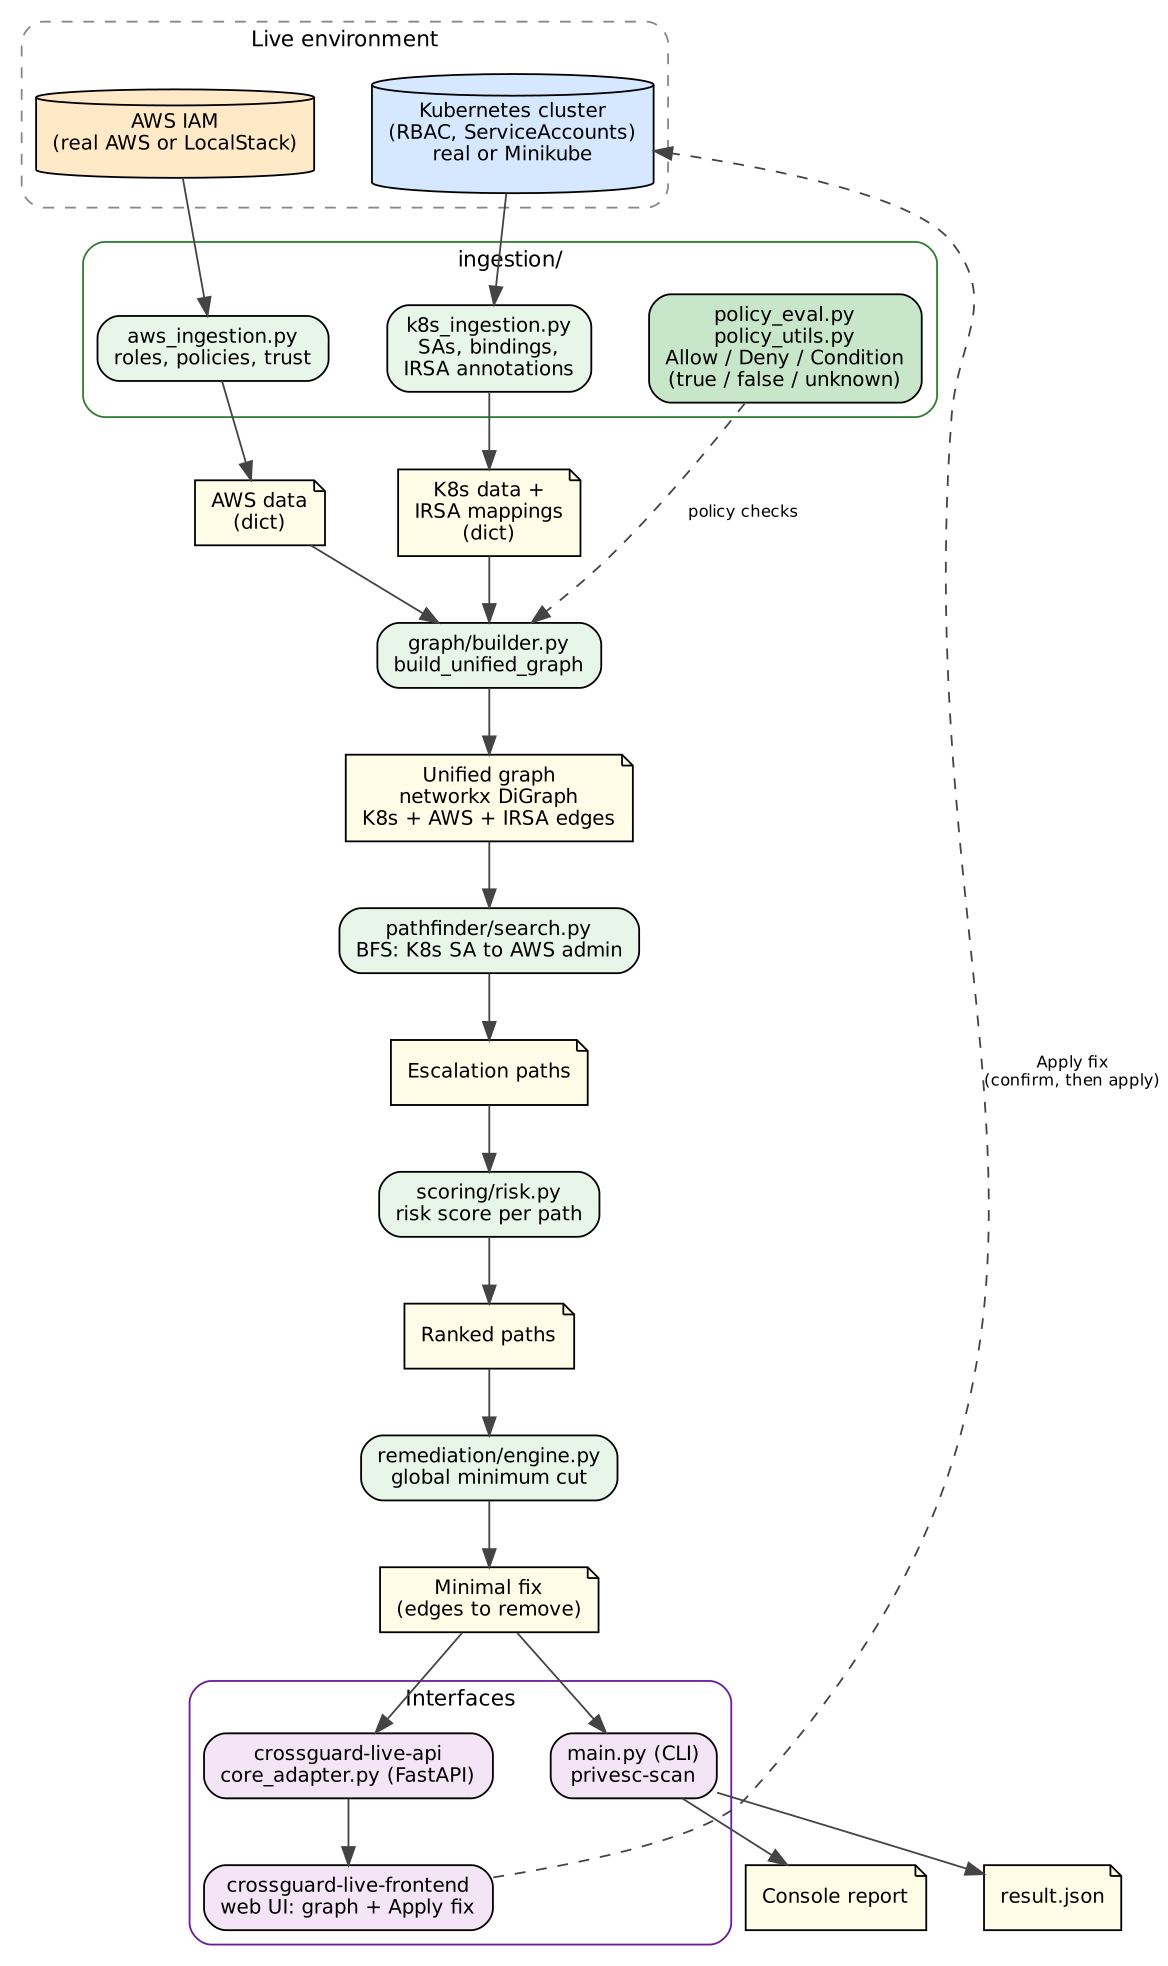 Live environment
AWS IAM
(real AWS or LocalStack)
Kubernetes cluster
(RBAC, ServiceAccounts)
real or Minikube
ingestion/
aws_ingestion.py
roles, policies, trust
k8s_ingestion.py
SAs, bindings,
IRSA annotations
policy_eval.py
policy_utils.py
Allow / Deny / Condition
(true / false / unknown)
AWS data
(dict)
K8s data +
IRSA mappings
(dict)
policy checks
graph/builder.py
build_unified_graph
Unified graph
networkx DiGraph
K8s + AWS + IRSA edges
pathfinder/search.py
BFS: K8s SA to AWS admin
Escalation paths
Apply fix
(confirm, then apply)
scoring/risk.py
risk score per path
Ranked paths
remediation/engine.py
global minimum cut
Minimal fix
(edges to remove)
Interfaces
crossguard-live-api
core_adapter.py (FastAPI)
main.py (CLI)
privesc-scan
crossguard-live-frontend
web UI: graph + Apply fix
Console report
result.json